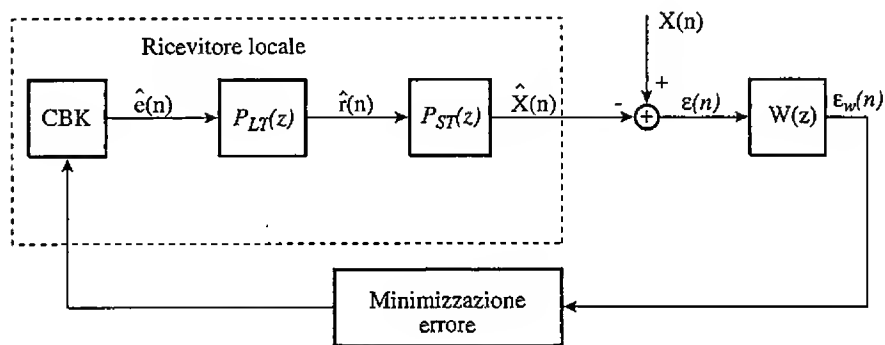 X(n)
Ricevitore locale
+
CBK
ê(n)
P_LT(z)
r̂(n)
P_ST(z)
X̂(n)
-
+
ε(n)
W(z)
ε_w(n)
Minimizzazione
errore